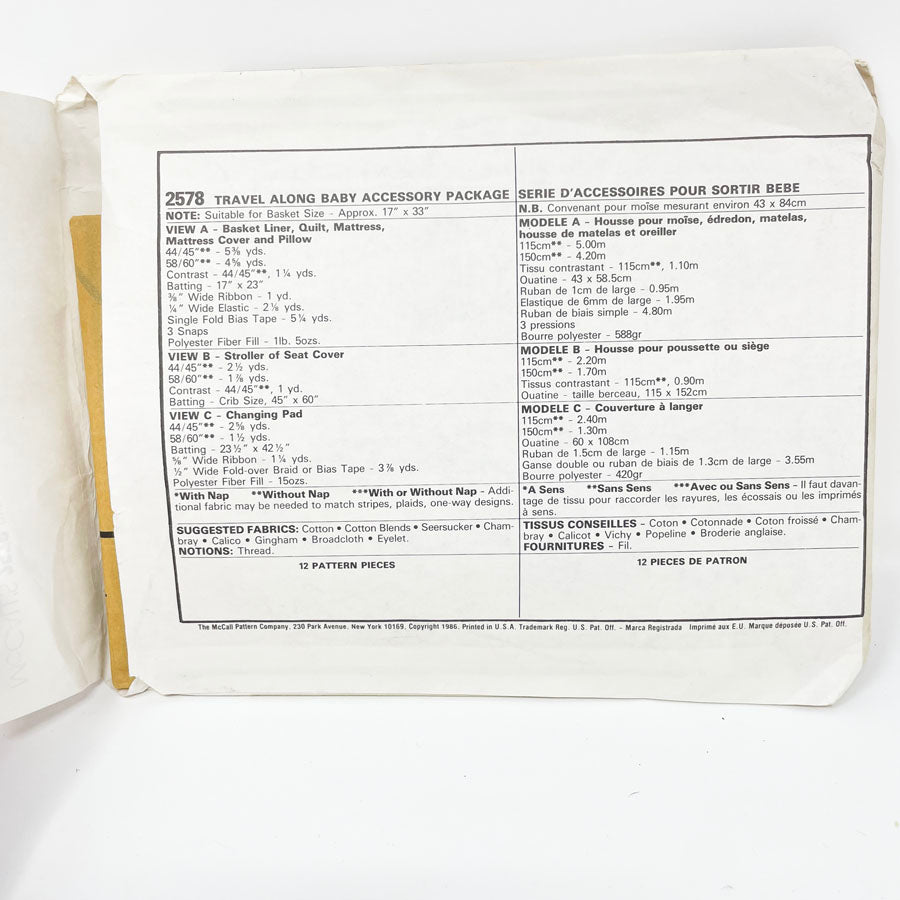 2578 TRAVEL ALONG BABY ACCESSORY PACKAGE
NOTE: Suitable for Basket Size - Approx. 17" x 33"
VIEW A - Basket Liner, Quilt, Mattress,
Mattress Cover and Pillow
44/45"** - 5⅜ yds.
58/60"** - 4⅝ yds.
Contrast - 44/45"**, 1¼ yds.
Batting - 17" x 23"
⅜" Wide Ribbon - 1 yd.
¼" Wide Elastic - 2⅛ yds.
Single Fold Bias Tape - 5¼ yds.
3 Snaps
Polyester Fiber Fill - 1lb. 5ozs.
VIEW B - Stroller of Seat Cover
44/45"** - 2½ yds.
58/60"** - 1⅞ yds.
Contrast - 44/45"**, 1 yd.
Batting - Crib Size, 45" x 60"
VIEW C - Changing Pad
44/45"** - 2⅝ yds.
58/60"** - 1½ yds.
Batting - 23½" x 42½"
⅝" Wide Ribbon - 1¼ yds.
½" Wide Fold-over Braid or Bias Tape - 3⅞ yds.
Polyester Fiber Fill - 15ozs.
*With Nap **Without Nap ***With or Without Nap - Addi-
tional fabric may be needed to match stripes, plaids, one-way designs.
SUGGESTED FABRICS: Cotton • Cotton Blends • Seersucker • Cham-
bray • Calico • Gingham • Broadcloth • Eyelet.
NOTIONS: Thread.
12 PATTERN PIECES
SERIE D'ACCESSOIRES POUR SORTIR BEBE
N.B. Convenant pour moïse mesurant environ 43 x 84cm
MODELE A - Housse pour moïse, édredon, matelas,
housse de matelas et oreiller
115cm** - 5.00m
150cm** - 4.20m
Tissu contrastant - 115cm**, 1.10m
Ouatine - 43 x 58.5cm
Ruban de 1cm de large - 0.95m
Elastique de 6mm de large - 1.95m
Ruban de biais simple - 4.80m
3 pressions
Bourre polyester - 588gr
MODELE B - Housse pour poussette ou siège
115cm** - 2.20m
150cm** - 1.70m
Tissus contrastant - 115cm**, 0.90m
Ouatine - taille berceau, 115 x 152cm
MODELE C - Couverture à langer
115cm** - 2.40m
150cm** - 1.30m
Ouatine - 60 x 108cm
Ruban de 1.5cm de large - 1.15m
Ganse double ou ruban de biais de 1.3cm de large - 3.55m
Bourre polyester - 420gr
*A Sens **Sans Sens ***Avec ou Sans Sens - Il faut davan-
tage de tissu pour raccorder les rayures, les écossais ou les imprimés
à sens.
TISSUS CONSEILLES - Coton • Cotonnade • Coton froissé • Cham-
bray • Calicot • Vichy • Popeline • Broderie anglaise.
FOURNITURES - Fil.
12 PIECES DE PATRON
The McCall Pattern Company, 230 Park Avenue, New York 10169, Copyright 1986. Printed in U.S.A. Trademark Reg. U.S. Pat. Off. - Marca Registrada Imprimé aux E.U. Marque déposée U.S. Pat. Off.